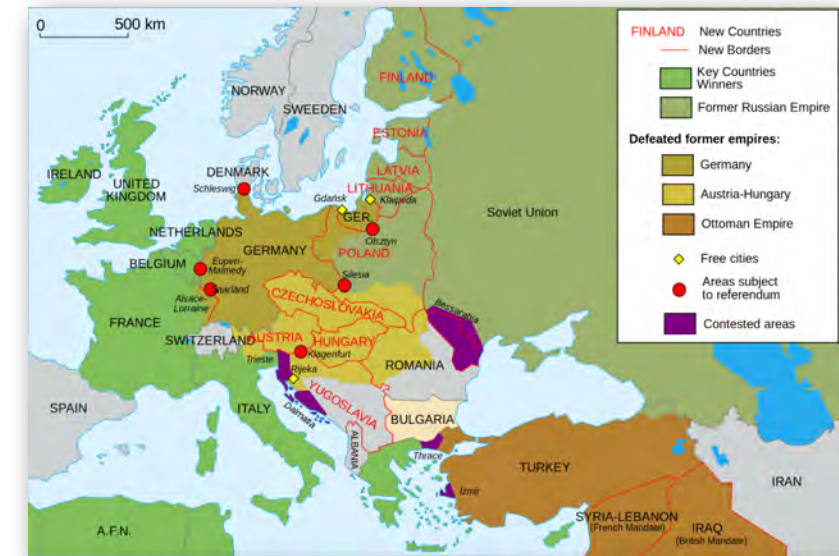 0 500 km
FINLAND New Countries
New Borders
Key Countries
Winners
Former Russian Empire
Defeated former empires:
Germany
Austria-Hungary
Ottoman Empire
Free cities
Areas subject
to referendum
Contested areas
FINLAND
NORWAY
SWEEDEN
ESTONIA
LATVIA
LITHUANIA
Klaipeda
IRELAND
UNITED
KINGDOM
DENMARK
Schleswig
Gdańsk
GER.
Olsztyn
Soviet Union
NETHERLANDS
GERMANY
POLAND
BELGIUM
Eupen-
Malmedy
Saarland
Silesia
Alsace-
Lorraine
CZECHOSLOVAKIA
Bessarabia
FRANCE
SWITZERLAND
AUSTRIA
HUNGARY
Klagenfurt
Trieste
Rijeka
ROMANIA
SPAIN
ITALY
YUGOSLAVIA
Dalmatia
BULGARIA
ALBANIA
Thrace
Izmir
TURKEY
IRAN
SYRIA-LEBANON
(French Mandate)
IRAQ
(British Mandate)
A.F.N.